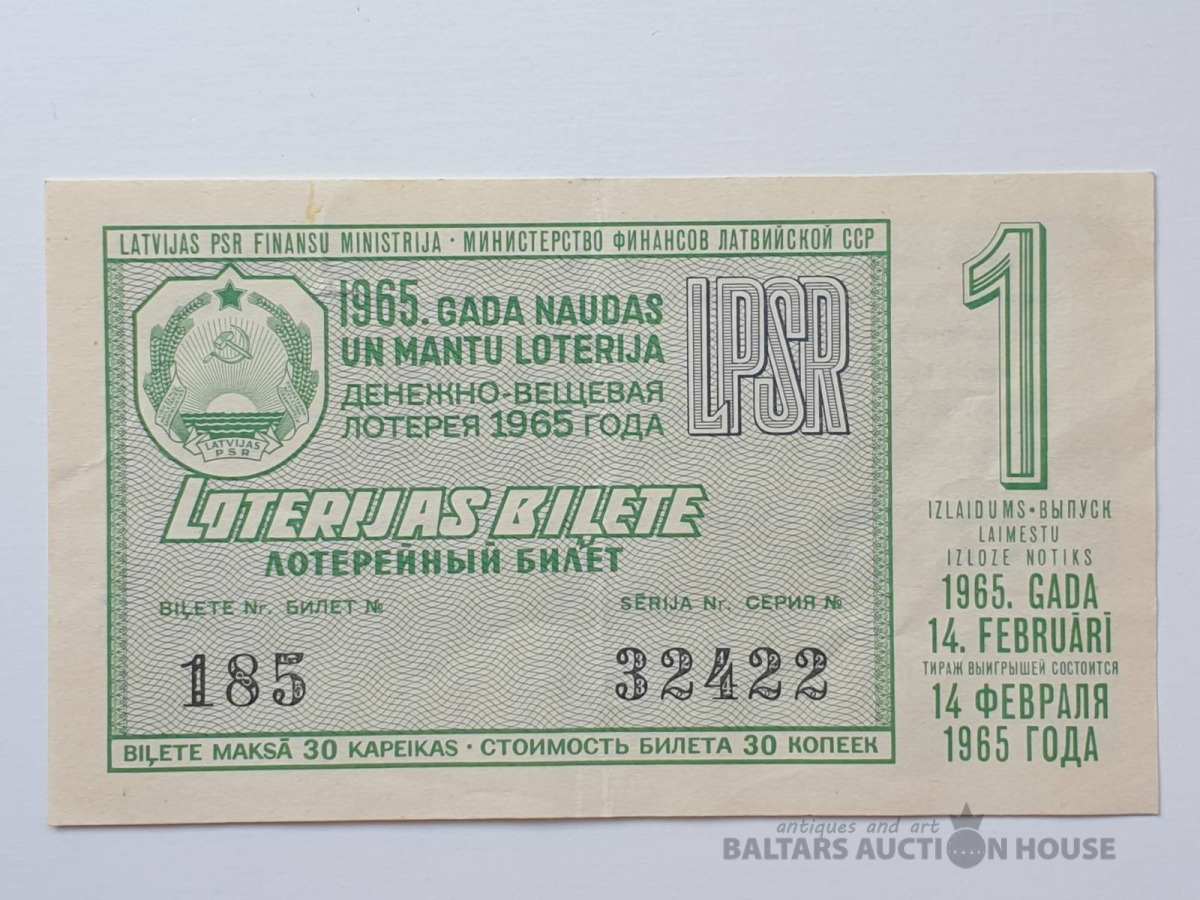 LATVIJAS PSR FINANSU MINISTRIJA · МИНИСТЕРСТВО ФИНАНСОВ ЛАТВИЙСКОЙ ССР
LATVIJAS
PSR
1965. GADA NAUDAS
UN MANTU LOTERIJA
ДЕНЕЖНО-ВЕЩЕВАЯ
ЛОТЕРЕЯ 1965 ГОДА
LPSR
LOTERIJAS BIĻETE
ЛОТЕРЕЙНЫЙ БИЛЕТ
BIĻETE Nr. БИЛЕТ №
SĒRIJA Nr. СЕРИЯ №
185
32422
BIĻETE MAKSĀ 30 KAPEIKAS · СТОИМОСТЬ БИЛЕТА 30 КОПЕЕК
1
IZLAIDUMS · ВЫПУСК
LAIMESTU
IZLOZE NOTIKS
1965. GADA
14. FEBRUĀRĪ
ТИРАЖ ВЫИГРЫШЕЙ СОСТОИТСЯ
14 ФЕВРАЛЯ
1965 ГОДА
antiques and art
BALTARS AUCTION HOUSE